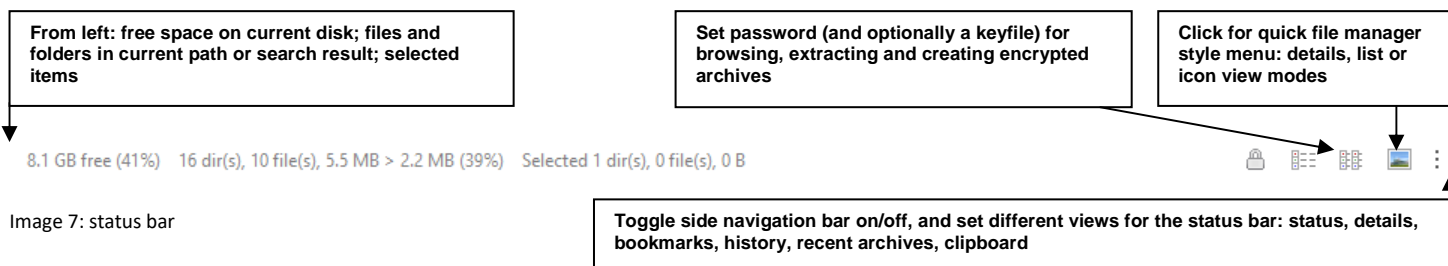 From left: free space on current disk; files and
folders in current path or search result; selected
items
Set password (and optionally a keyfile) for
browsing, extracting and creating encrypted
archives
Click for quick file manager
style menu: details, list or
icon view modes
8.1 GB free (41%) 16 dir(s), 10 file(s), 5.5 MB > 2.2 MB (39%) Selected 1 dir(s), 0 file(s), 0 B
Image 7: status bar
Toggle side navigation bar on/off, and set different views for the status bar: status, details,
bookmarks, history, recent archives, clipboard